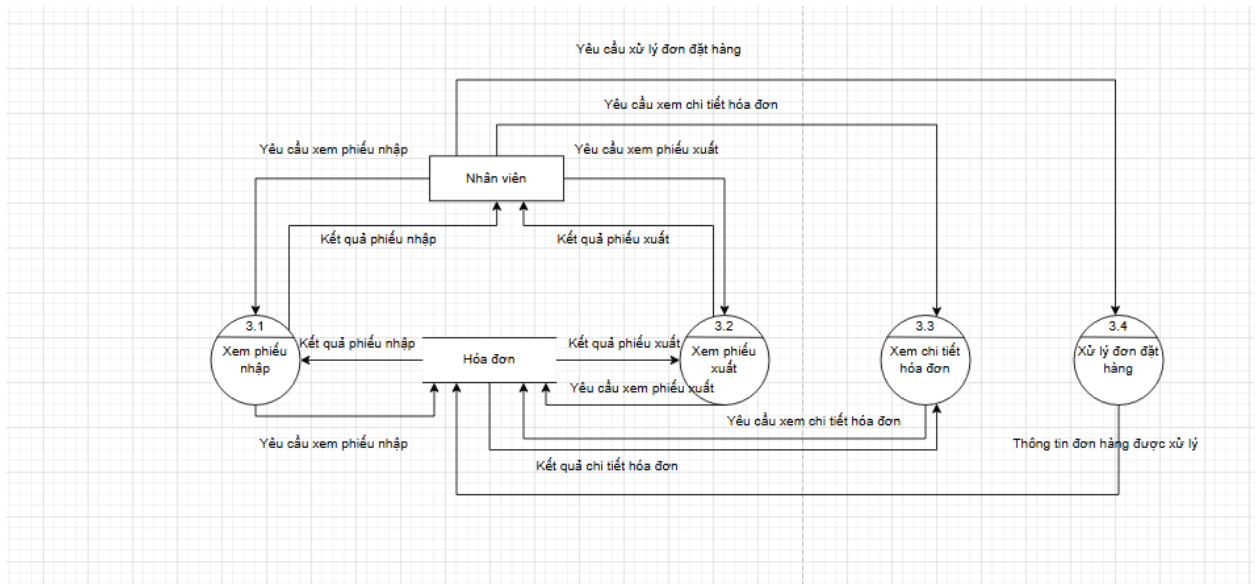 Yêu cầu xử lý đơn đặt hàng
Yêu cầu xem chi tiết hóa đơn
Yêu cầu xem phiếu nhập
Yêu cầu xem phiếu xuất
Nhân viên
Kết quả phiếu nhập
Kết quả phiếu xuất
3.1
Xem phiếu
nhập
Kết quả phiếu nhập
Hóa đơn
Kết quả phiếu xuất
3.2
Xem phiếu
xuất
3.3
Xem chi tiết
hóa đơn
3.4
Xử lý đơn đặt
hàng
Yêu cầu xem phiếu xuất
Yêu cầu xem chi tiết hóa đơn
Yêu cầu xem phiếu nhập
Thông tin đơn hàng được xử lý
Kết quả chi tiết hóa đơn